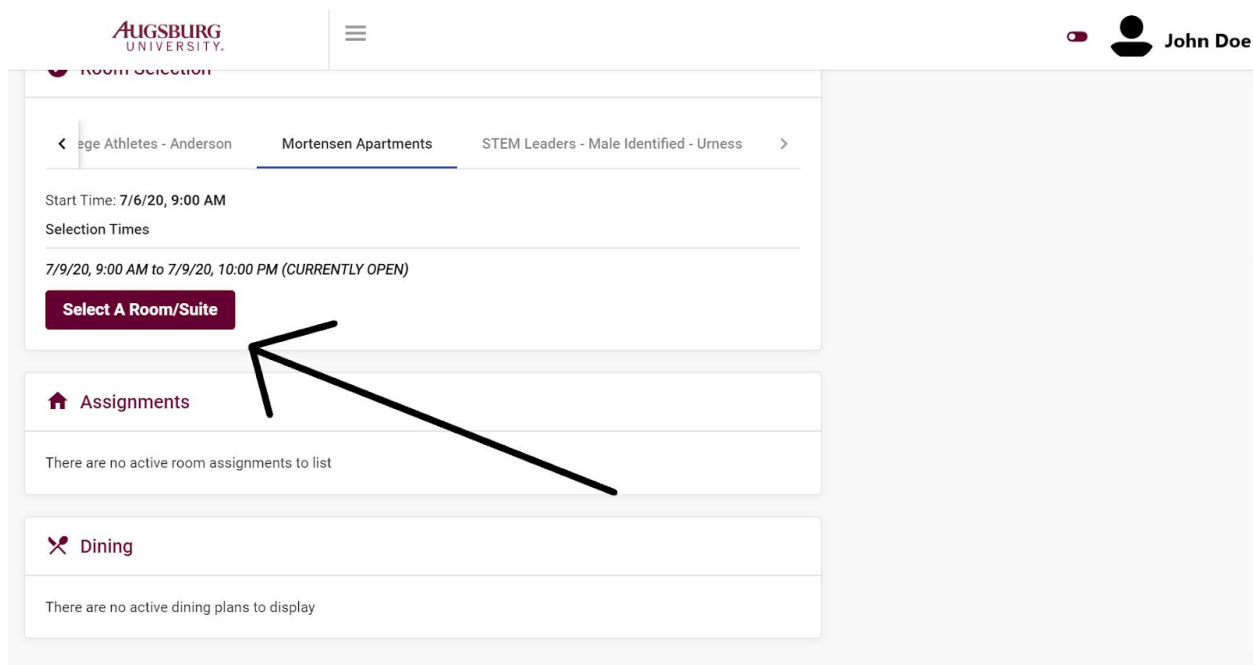 AUGSBURG
UNIVERSITY.
John Doe
Room Selection
ege Athletes - Anderson
Mortensen Apartments
STEM Leaders - Male Identified - Urness
Start Time: 7/6/20, 9:00 AM
Selection Times
7/9/20, 9:00 AM to 7/9/20, 10:00 PM (CURRENTLY OPEN)
Select A Room/Suite
Assignments
There are no active room assignments to list
Dining
There are no active dining plans to display